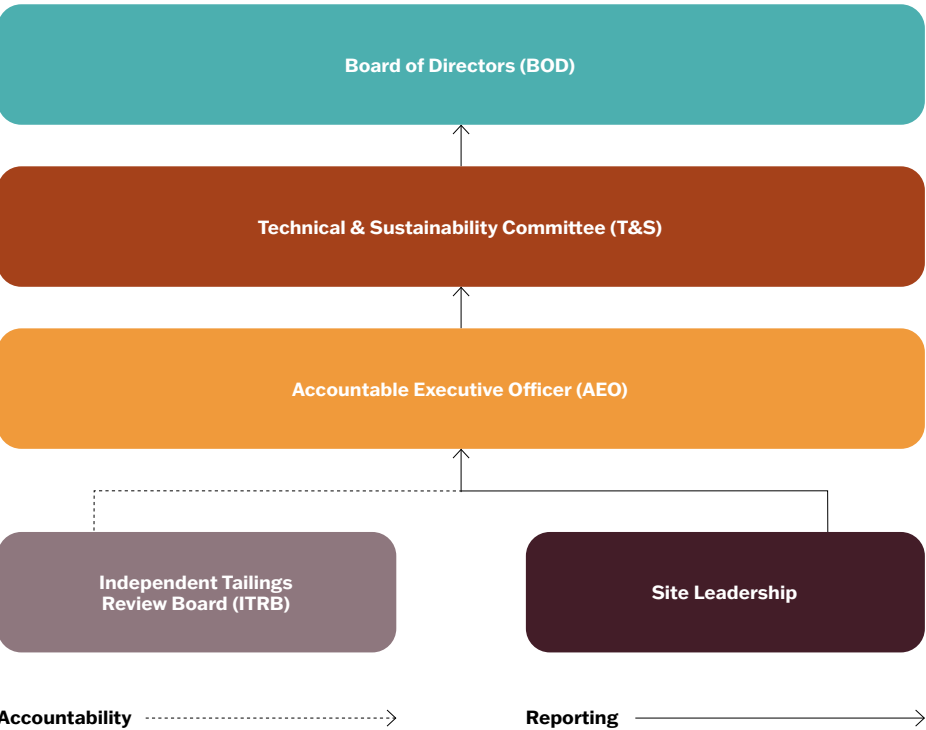 Board of Directors (BOD)
Technical & Sustainability Committee (T&S)
Accountable Executive Officer (AEO)
Independent Tailings
Review Board (ITRB)
Site Leadership
Accountability
Reporting